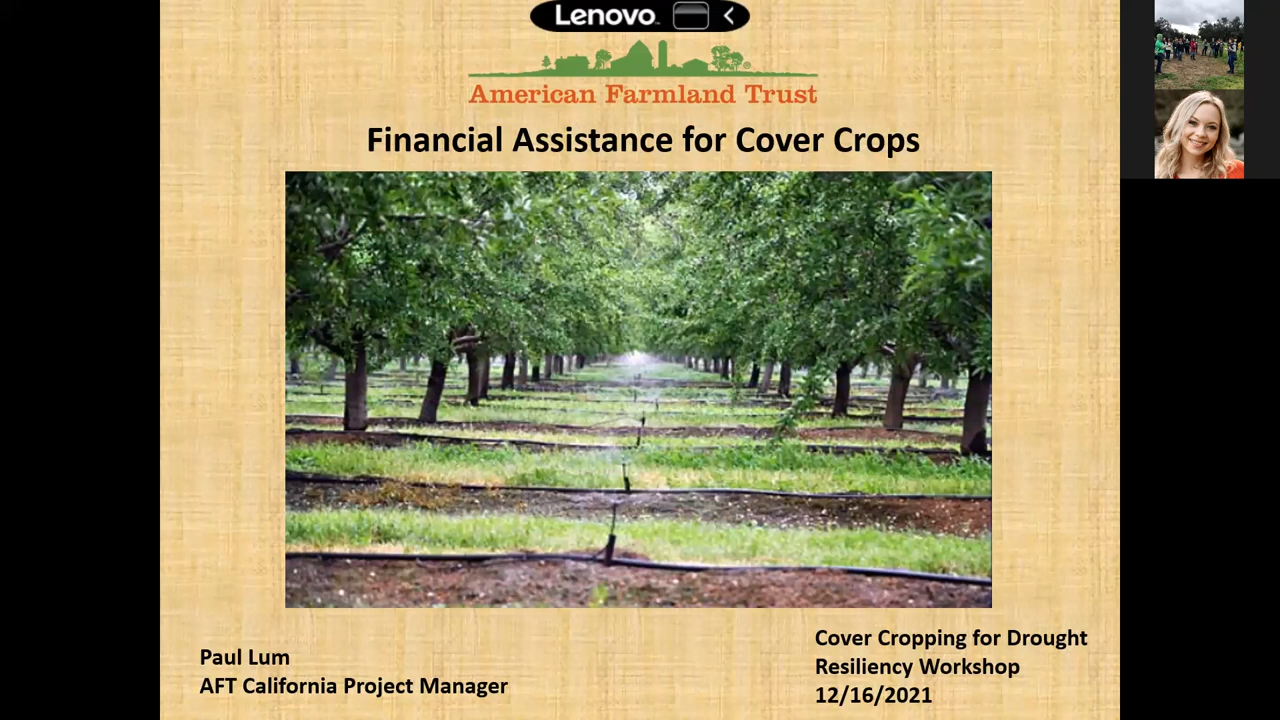 Lenovo
American Farmland Trust
Financial Assistance for Cover Crops
Paul Lum
AFT California Project Manager
Cover Cropping for Drought
Resiliency Workshop
12/16/2021